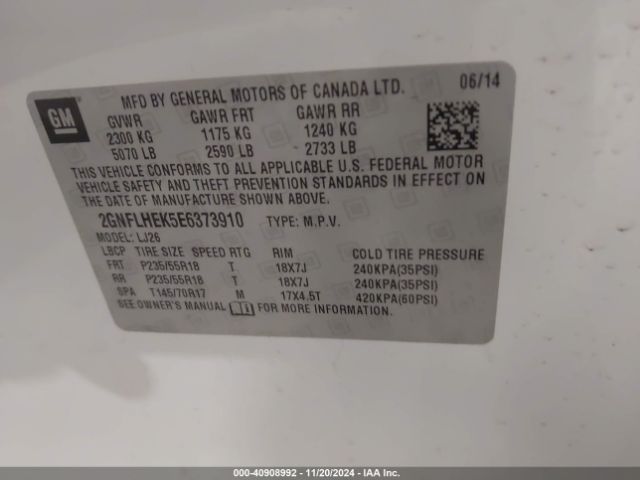 GM
MFD BY GENERAL MOTORS OF CANADA LTD. 06/14
GVWR GAWR FRT GAWR RR
2300 KG 1175 KG 1240 KG
5070 LB 2590 LB 2733 LB
THIS VEHICLE CONFORMS TO ALL APPLICABLE U.S. FEDERAL MOTOR
VEHICLE SAFETY AND THEFT PREVENTION STANDARDS IN EFFECT ON
THE DATE OF MANUFACTURE SHOWN ABOVE.
2GNFLHEK5E6373910 TYPE: M.P.V.
MODEL: LJ26
LBCP TIRE SIZE SPEED RTG RIM COLD TIRE PRESSURE
FRT P235/55R18 T 18X7J 240KPA(35PSI)
RR P235/55R18 T 18X7J 240KPA(35PSI)
SPA T145/70R17 M 17X4.5T 420KPA(60PSI)
SEE OWNER'S MANUAL FOR MORE INFORMATION.
000-40908992 — 11/20/2024 — IAAI.COM